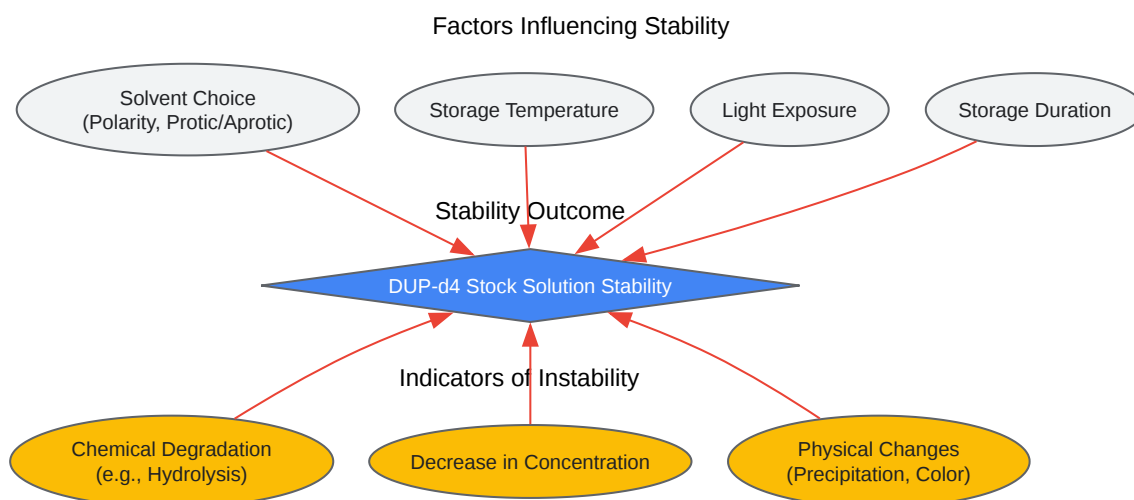 Factors Influencing Stability
Solvent Choice
(Polarity, Protic/Aprotic)
Storage Temperature
Light Exposure
Storage Duration
Stability Outcome
DUP-d4 Stock Solution Stability
Indicators of Instability
Chemical Degradation
(e.g., Hydrolysis)
Decrease in Concentration
Physical Changes
(Precipitation, Color)